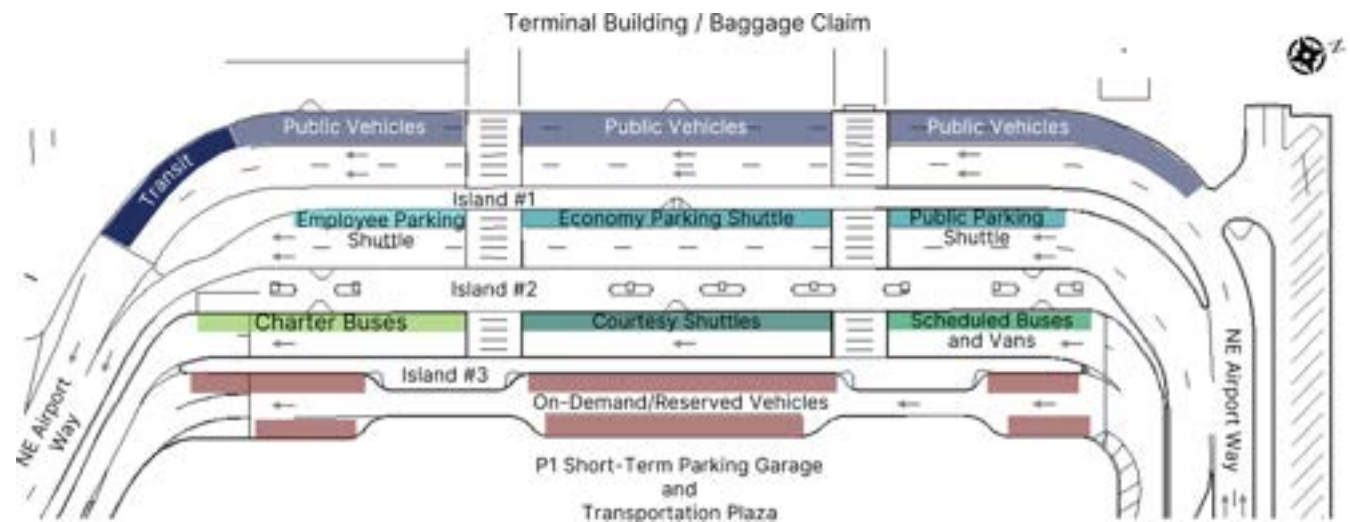 Terminal Building / Baggage Claim
N
Public Vehicles
Public Vehicles
Public Vehicles
Transit
Island #1
Employee Parking
Shuttle
Economy Parking Shuttle
Public Parking
Shuttle
Island #2
Charter Buses
Courtesy Shuttles
Scheduled Buses
and Vans
Island #3
On-Demand/Reserved Vehicles
NE Airport
Way
NE Airport Way
P1 Short-Term Parking Garage
and
Transportation Plaza